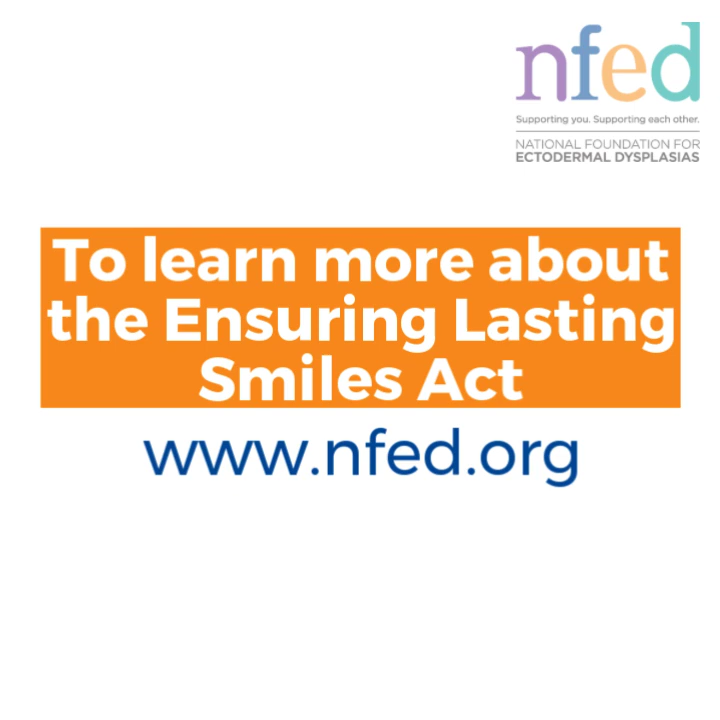 nfed
Supporting you. Supporting each other.
NATIONAL FOUNDATION FOR
ECTODERMAL DYSPLASIAS
To learn more about
the Ensuring Lasting
Smiles Act
www.nfed.org